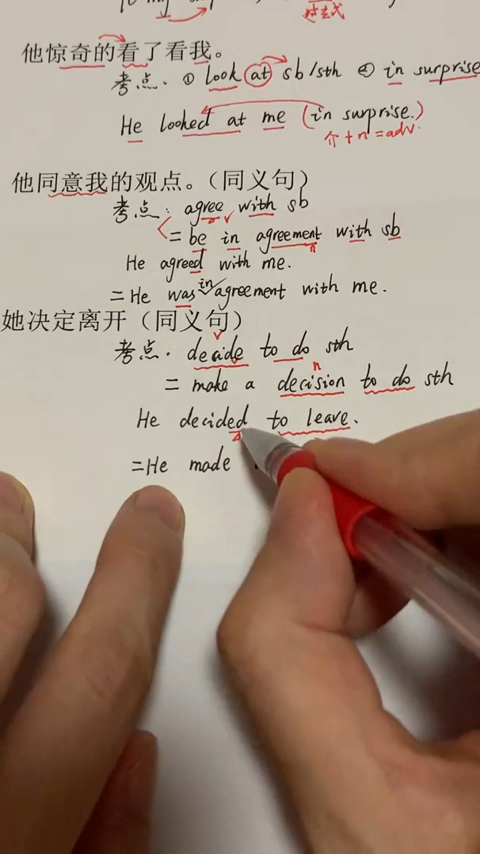 过去式
他惊奇的看了看我。
考点. ① look at sb/sth ② in surprise
He looked at me (in surprise.)
介+n=adv.
他同意我的观点。（同义句）
考点: agree with sb
v
= be in agreement with sb
n
He agreed with me.
=He was in agreement with me.
她决定离开（同义句）
v
考点. decide to do sth
n
= make a decision to do sth
He decided to leave.
=He made